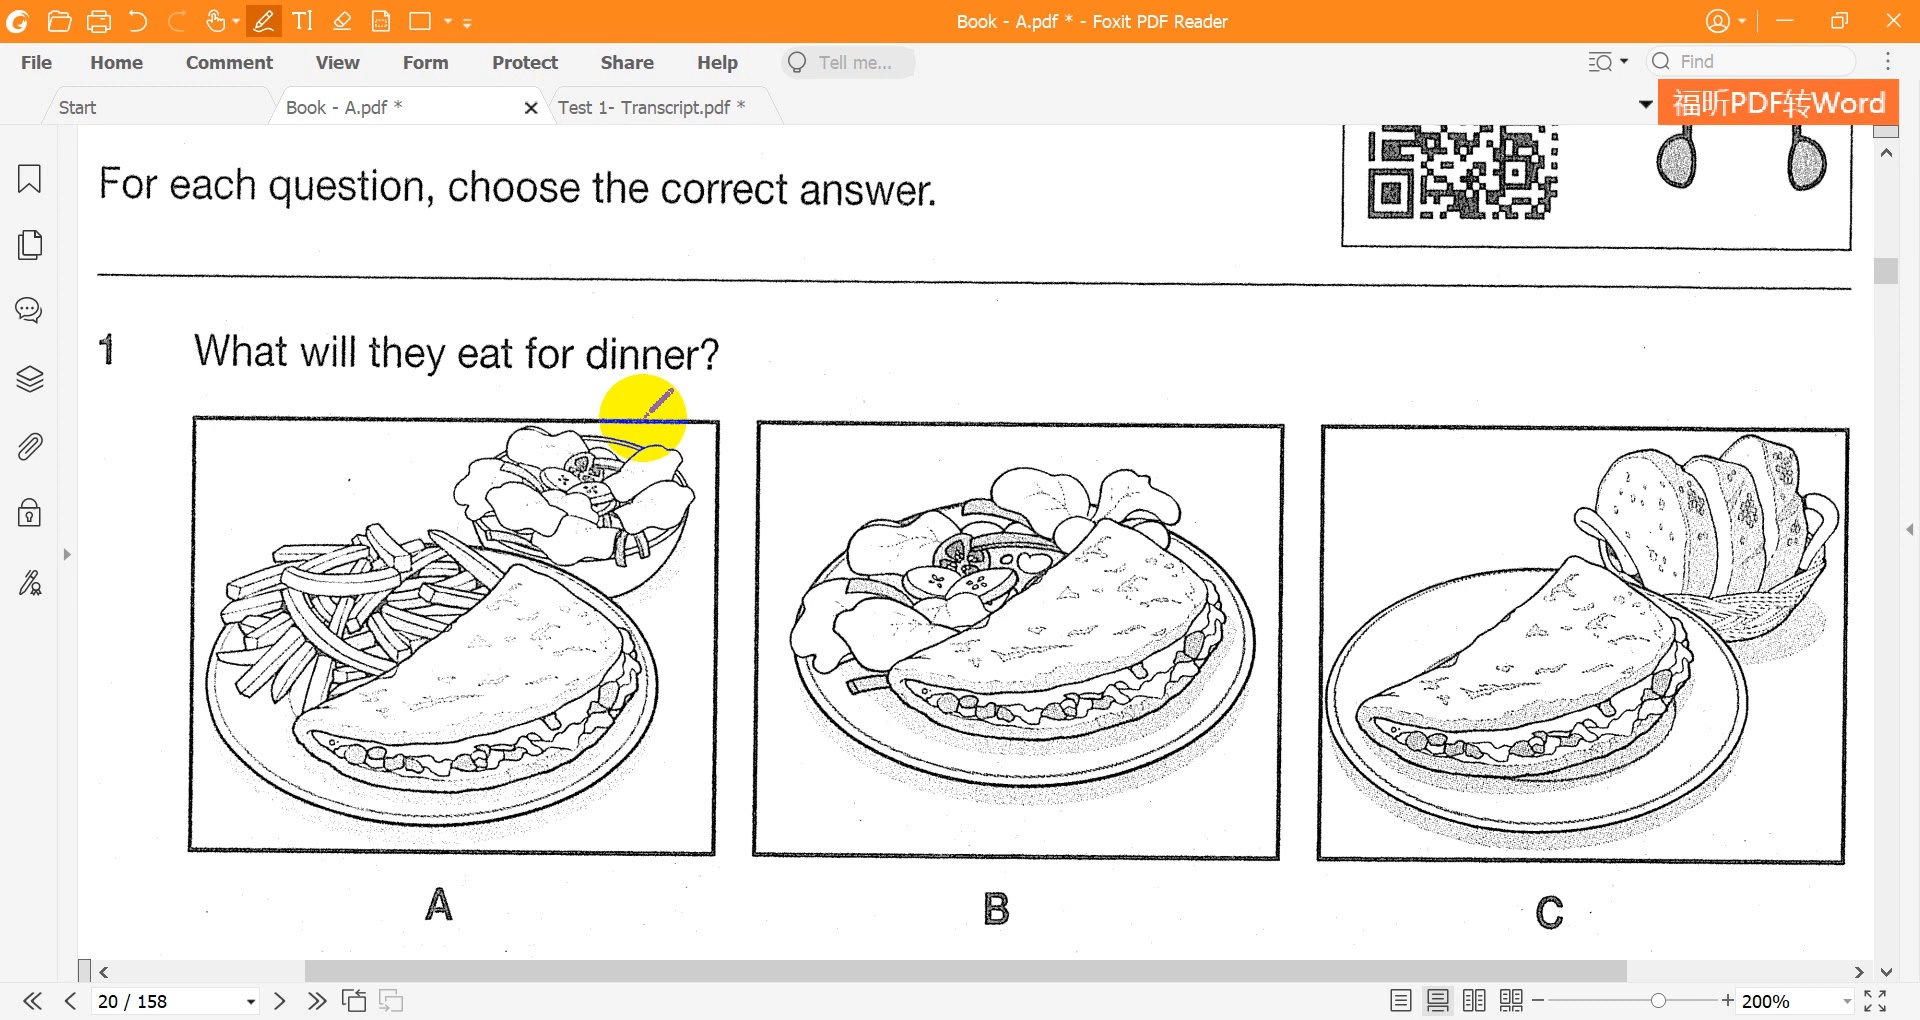 Book - A.pdf * - Foxit PDF Reader
File Home Comment View Form Protect Share Help Tell me... Find
Start Book - A.pdf * Test 1- Transcript.pdf * 福昕PDF转Word
For each question, choose the correct answer.
1 What will they eat for dinner?
A B C
20 / 158 200%